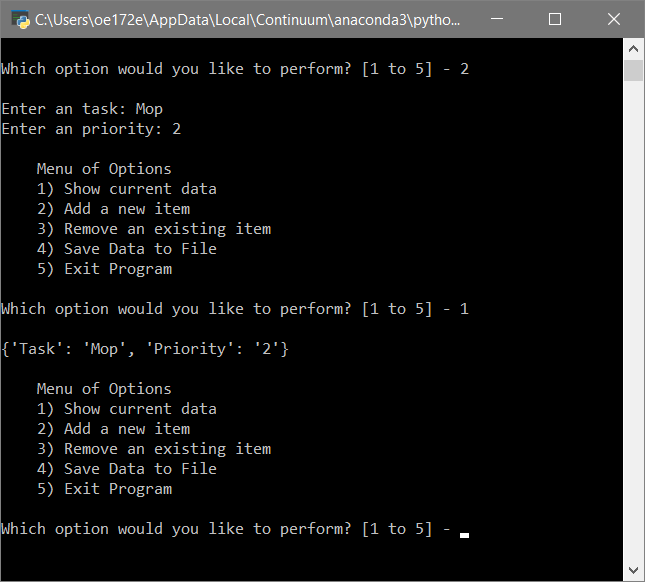 C:\Users\oe172e\AppData\Local\Continuum\anaconda3\pytho...
Which option would you like to perform? [1 to 5] - 2
Enter an task: Mop
Enter an priority: 2
Menu of Options
1) Show current data
2) Add a new item
3) Remove an existing item
4) Save Data to File
5) Exit Program
Which option would you like to perform? [1 to 5] - 1
{'Task': 'Mop', 'Priority': '2'}
Menu of Options
1) Show current data
2) Add a new item
3) Remove an existing item
4) Save Data to File
5) Exit Program
Which option would you like to perform? [1 to 5] -